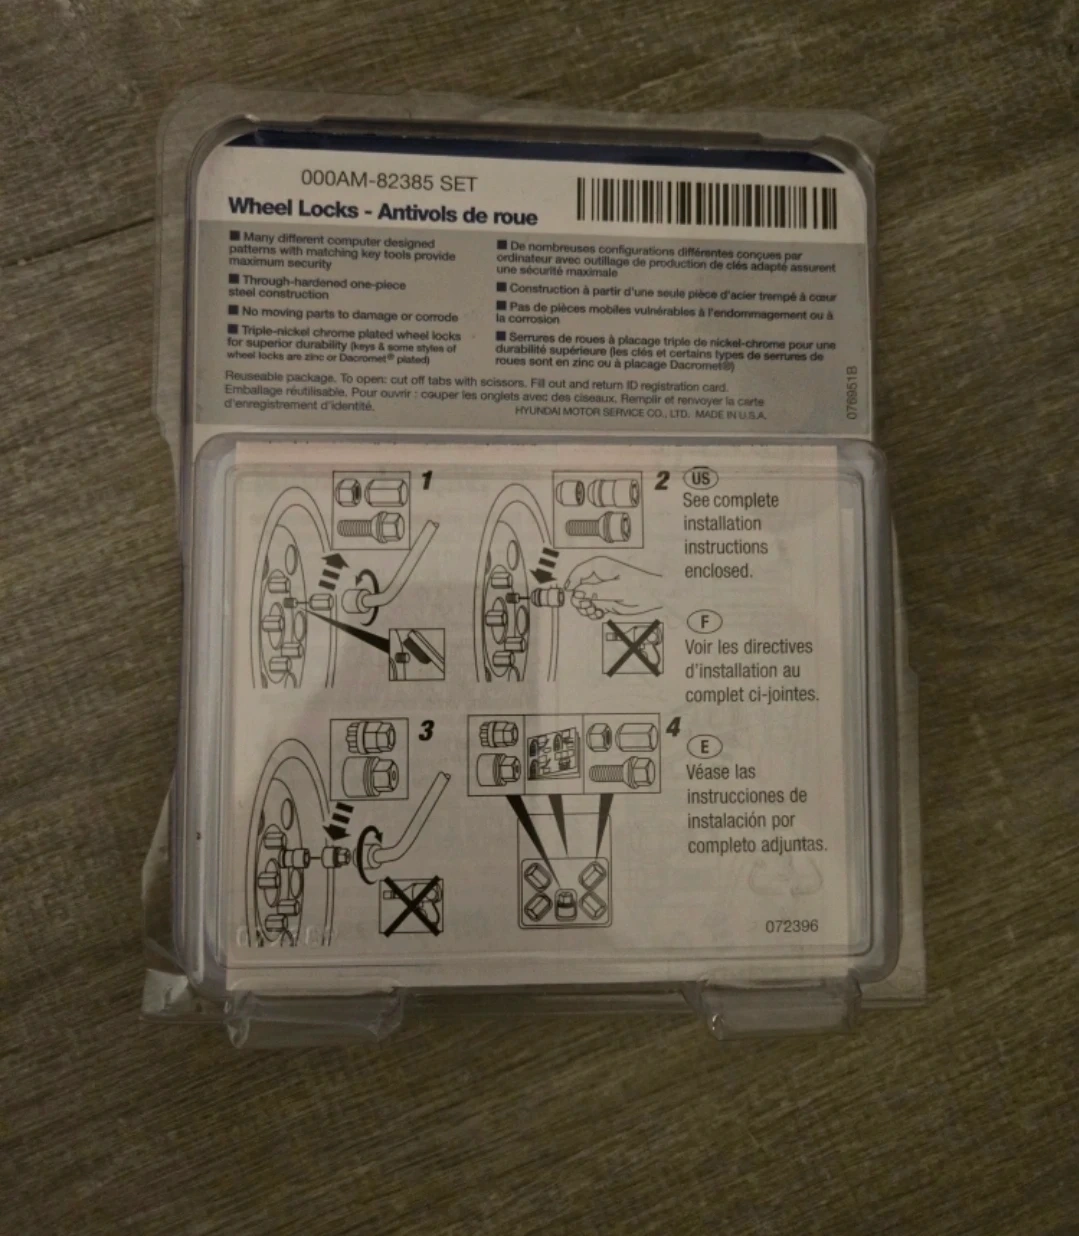 000AM-82385 SET
Wheel Locks - Antivols de roue
■ Many different computer designed
patterns with matching key tools provide
maximum security
■ Through-hardened one-piece
steel construction
■ No moving parts to damage or corrode
■ Triple-nickel chrome plated wheel locks
for superior durability (keys & some styles of
wheel locks are zinc or Dacromet® plated)
■ De nombreuses configurations différentes conçues par
ordinateur avec outillage de production de clés adapté assurent
une sécurité maximale
■ Construction à partir d'une seule pièce d'acier trempé à cœur
■ Pas de pièces mobiles vulnérables à l'endommagement ou à
la corrosion
■ Serrures de roues à placage triple de nickel-chrome pour une
durabilité supérieure (les clés et certains types de serrures de
roues sont en zinc ou à placage Dacromet®)
Reuseable package. To open: cut off tabs with scissors. Fill out and return ID registration card.
Emballage réutilisable. Pour ouvrir : couper les onglets avec des ciseaux. Remplir et renvoyer la carte
d'enregistrement d'identité.
HYUNDAI MOTOR SERVICE CO., LTD. MADE IN U.S.A.
076951B
1
2
US
See complete
installation
instructions
enclosed.
F
Voir les directives
d'installation au
complet ci-jointes.
3
4
E
Véase las
instrucciones de
instalación por
completo adjuntas.
072396